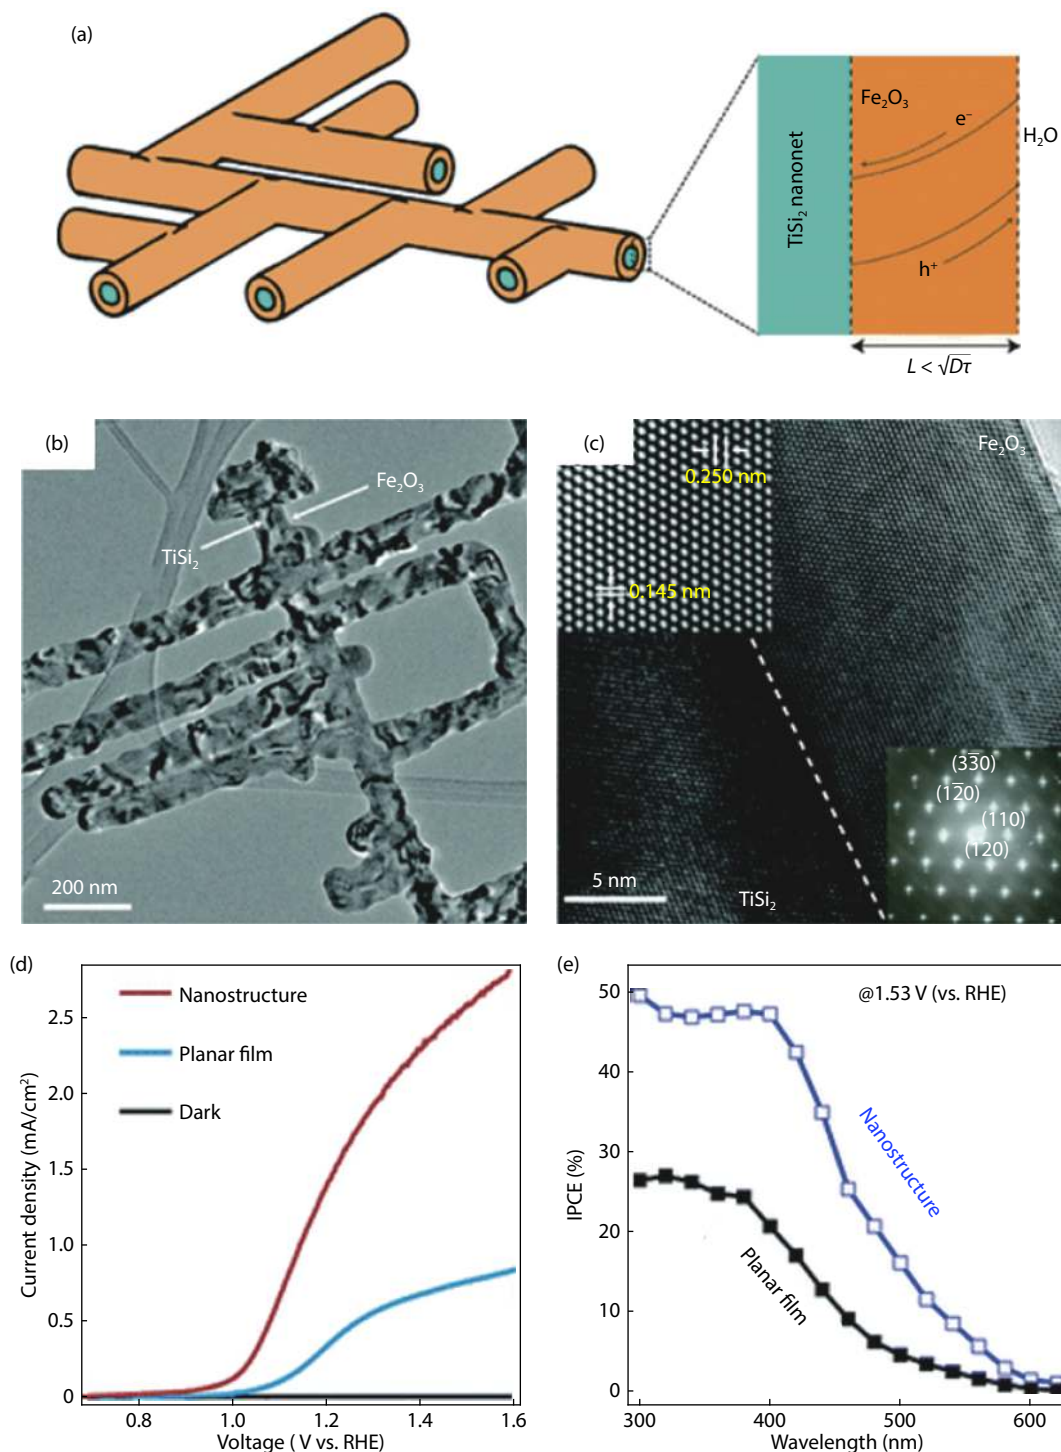 (a)
Fe₂O₃
e⁻
H₂O
TiSi₂ nanonet
h⁺
L < √Dτ
(b)
Fe₂O₃
TiSi₂
200 nm
(c)
Fe₂O₃
0.250 nm
0.145 nm
(33̅0)
(12̅0)
(110)
(120)
5 nm
TiSi₂
(d)
Nanostructure
Planar film
Dark
2.5
2.0
1.5
1.0
0.5
0
Current density (mA/cm²)
0.8 1.0 1.2 1.4 1.6
Voltage ( V vs. RHE)
(e)
@1.53 V (vs. RHE)
50
40
30
20
10
0
IPCE (%)
Nanostructure
Planar film
300 400 500 600
Wavelength (nm)